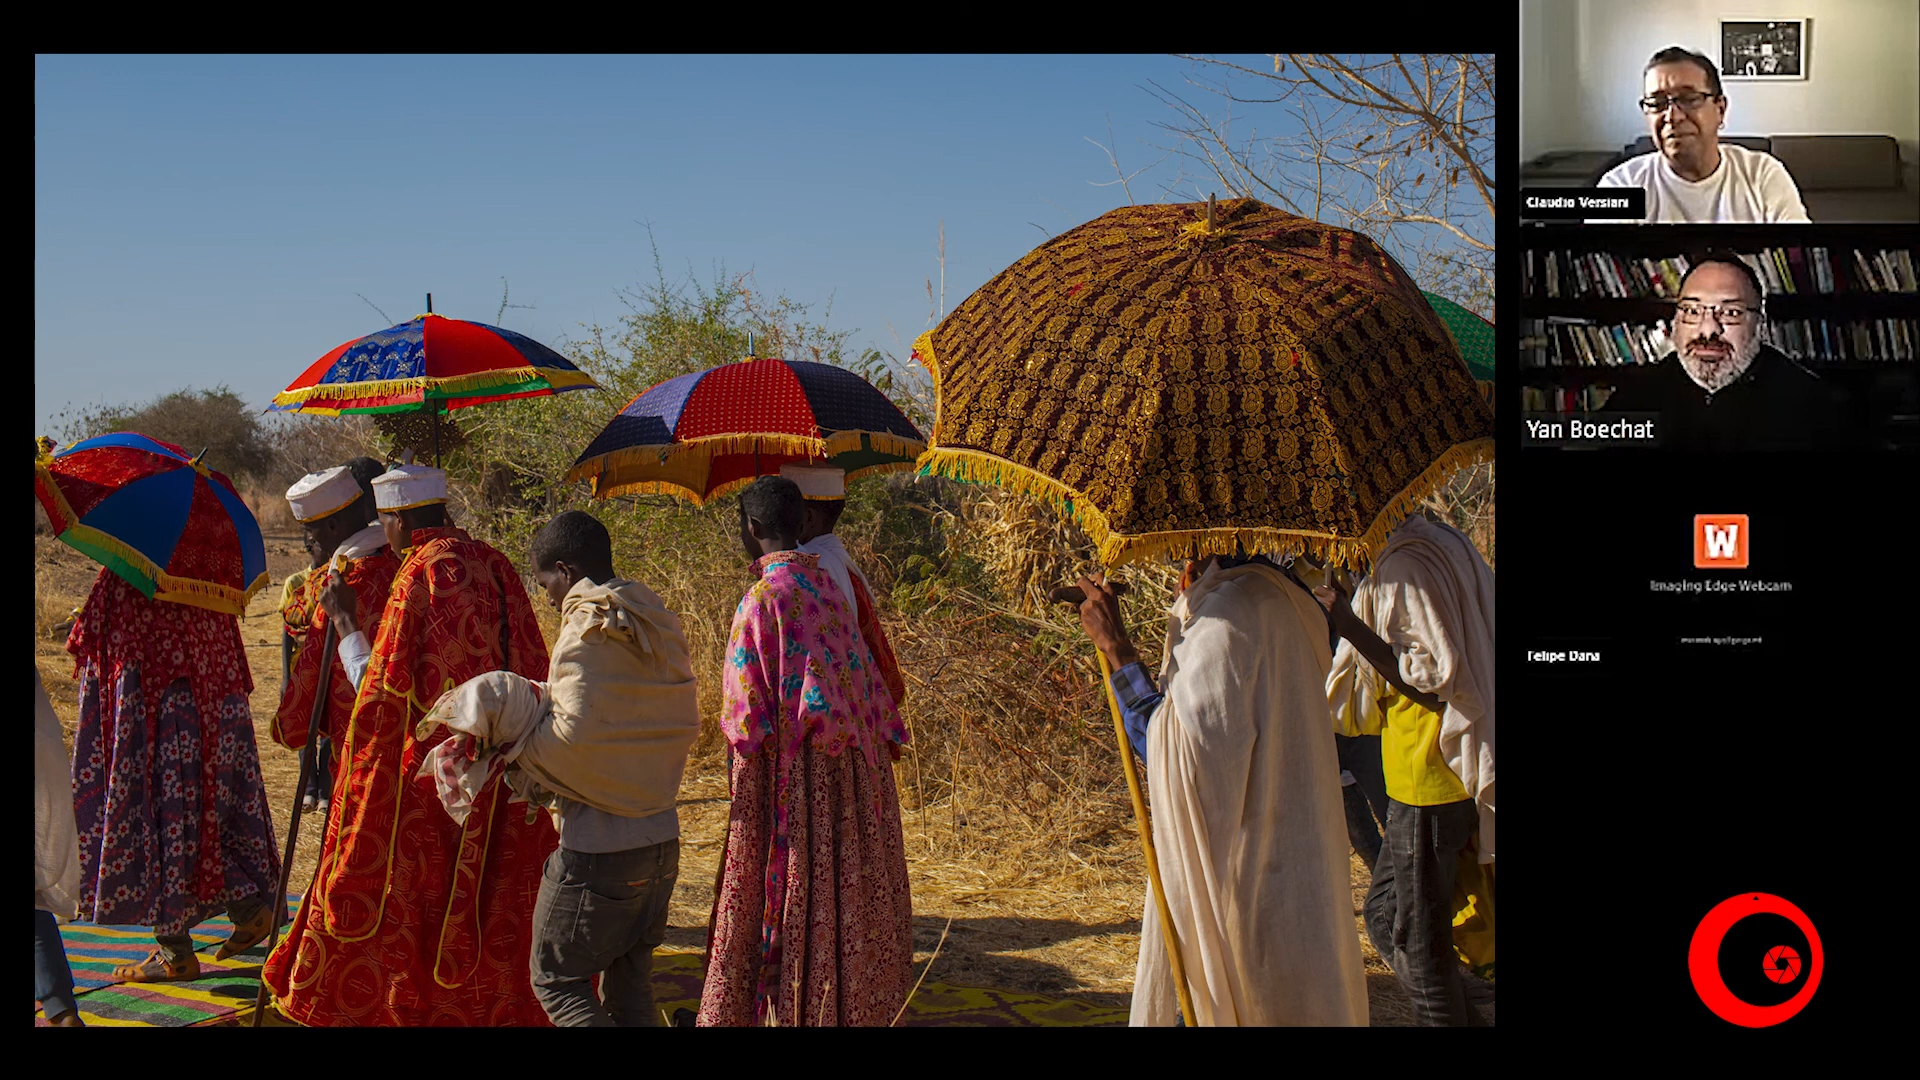 Claudio Versiani
Yan Boechat
W
Imaging Edge Webcam
Felipe Dana